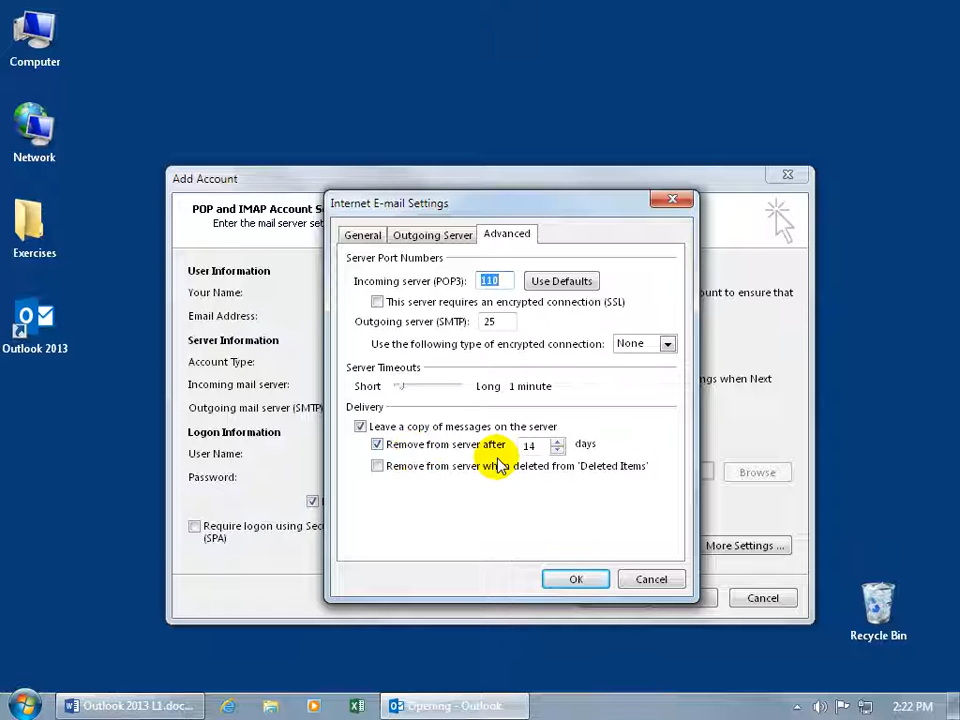 Computer
Network
Exercises
Outlook 2013
Add Account
POP and IMAP Account S
Enter the mail server set
ount to ensure that
User Information
Your Name:
Email Address:
Server Information
Account Type:
Incoming mail server:
Outgoing mail server (SMTP)
Logon Information
User Name:
Password:
Require logon using Sec
(SPA)
ngs when Next
Browse
More Settings ...
Cancel
Internet E-mail Settings
General
Outgoing Server
Advanced
Server Port Numbers
Incoming server (POP3):
110
Use Defaults
This server requires an encrypted connection (SSL)
Outgoing server (SMTP):
25
Use the following type of encrypted connection:
None
Server Timeouts
Short
Long
1 minute
Delivery
Leave a copy of messages on the server
Remove from server after
14
days
Remove from server when deleted from 'Deleted Items'
OK
Cancel
Recycle Bin
Outlook 2013 L1.doc...
Opening - Outlook
2:22 PM